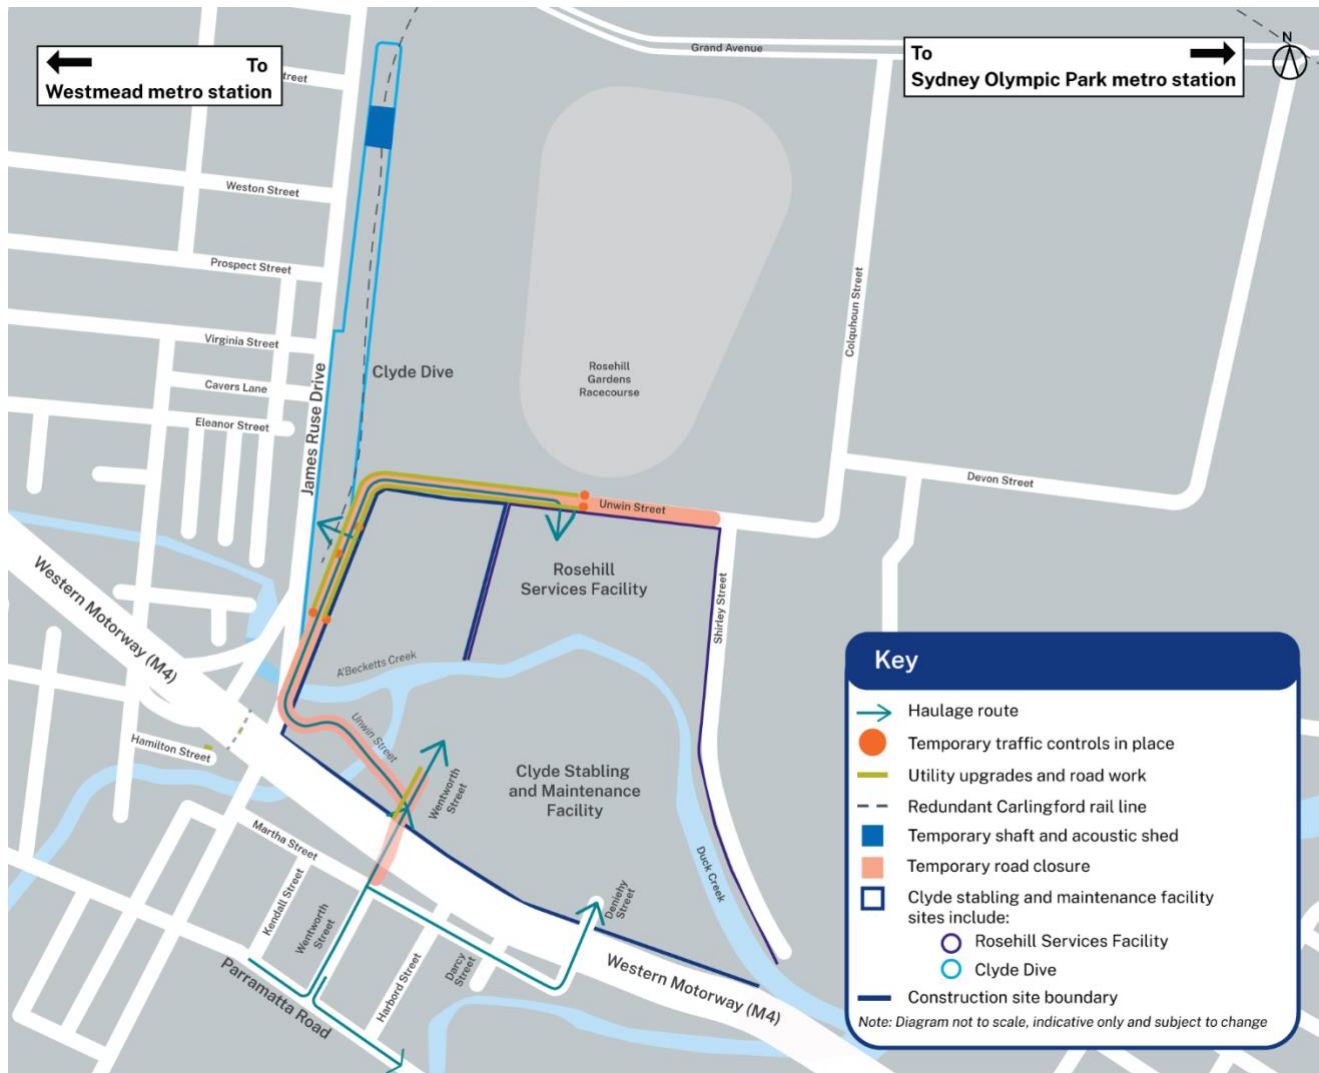 To
Westmead metro station
treet
Grand Avenue
To
Sydney Olympic Park metro station
N
Weston Street
Prospect Street
Virginia Street
Cavers Lane
Eleanor Street
James Ruse Drive
Clyde Dive
Rosehill
Gardens
Racecourse
Colquhoun Street
Devon Street
Unwin Street
Rosehill
Services Facility
Shirley Street
Western Motorway (M4)
A'Becketts Creek
Unwin Street
Hamilton Street
Wentworth
Street
Clyde Stabling
and Maintenance
Facility
Duck Creek
Martha Street
Kendall Street
Wentworth
Street
Harbord Street
Darcy
Street
Deniehy
Street
Parramatta Road
Western Motorway (M4)
Key
Haulage route
Temporary traffic controls in place
Utility upgrades and road work
Redundant Carlingford rail line
Temporary shaft and acoustic shed
Temporary road closure
Clyde stabling and maintenance facility
sites include:
Rosehill Services Facility
Clyde Dive
Construction site boundary
Note: Diagram not to scale, indicative only and subject to change